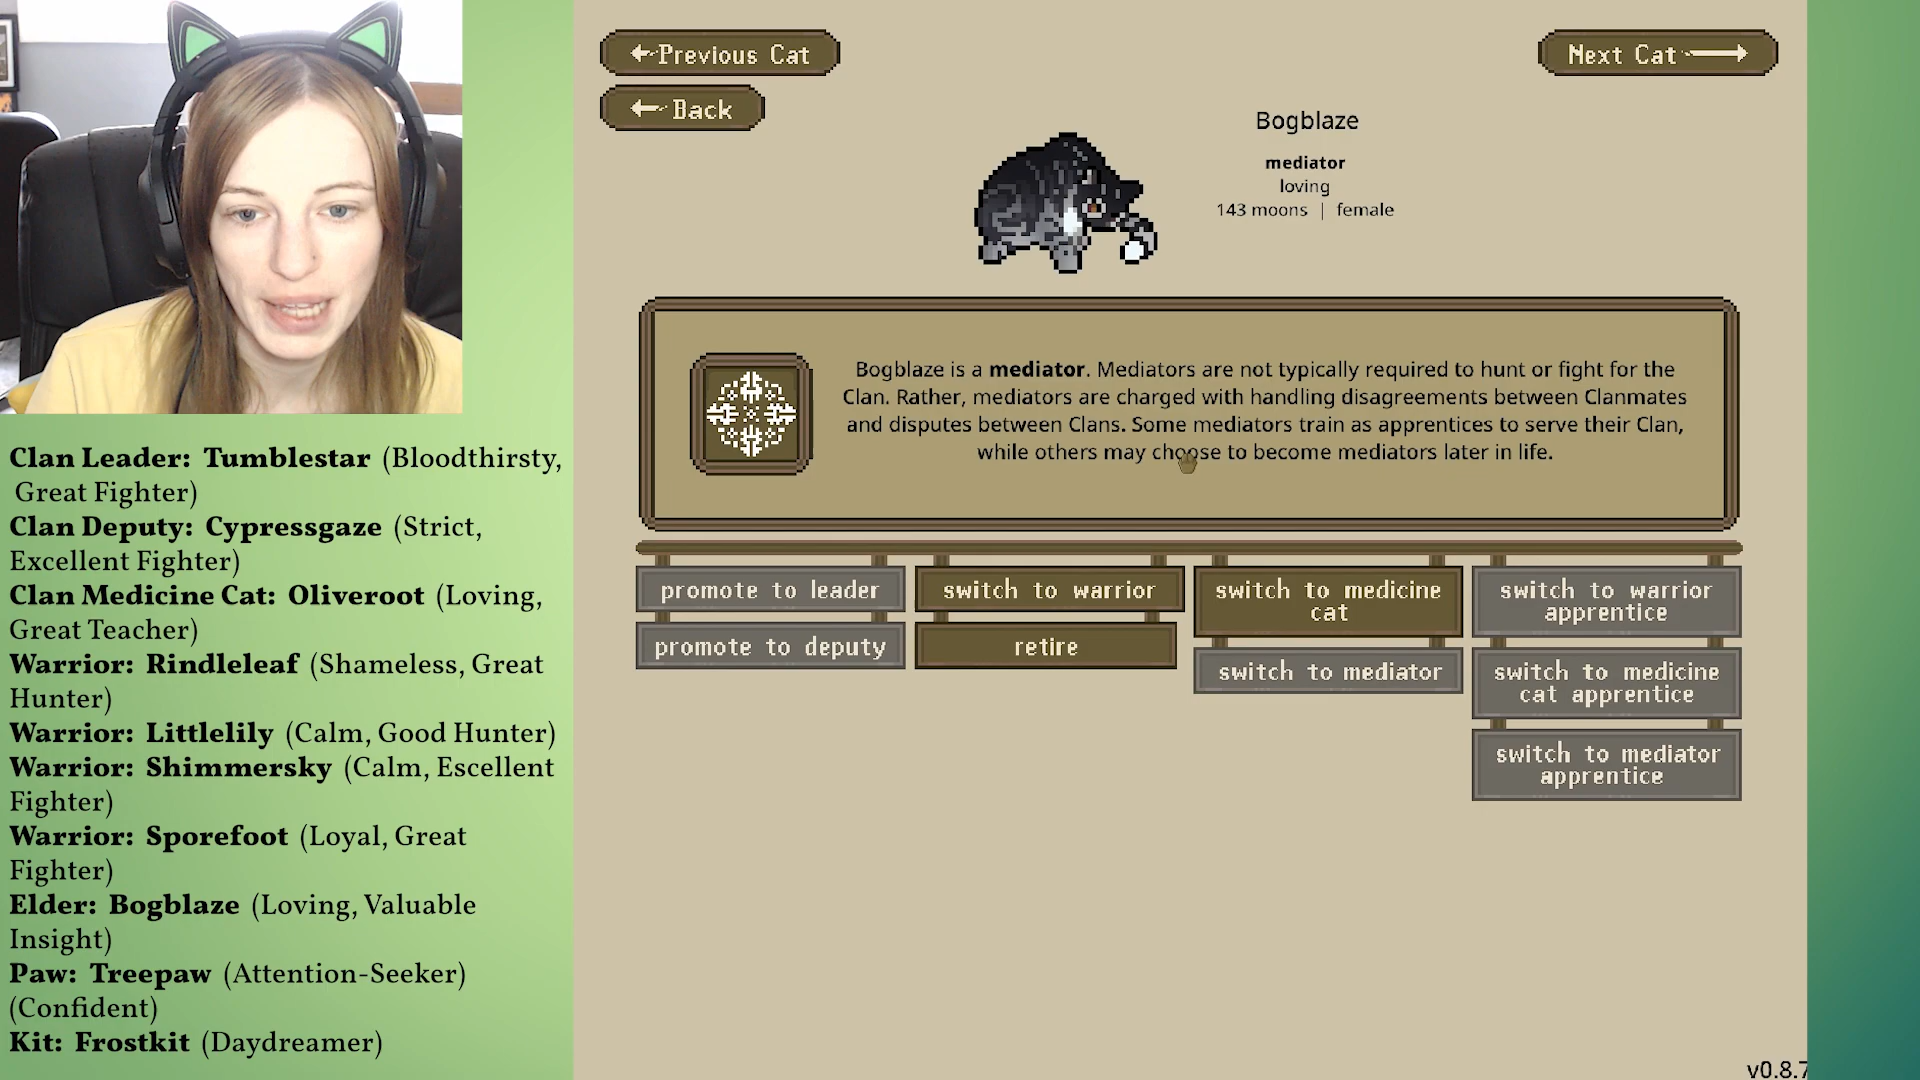 Previous Cat
Next Cat
Back
Bogblaze
mediator
loving
143 moons | female
Bogblaze is a mediator. Mediators are not typically required to hunt or fight for the
Clan. Rather, mediators are charged with handling disagreements between Clanmates
and disputes between Clans. Some mediators train as apprentices to serve their Clan,
while others may choose to become mediators later in life.
promote to leader
promote to deputy
switch to warrior
retire
switch to medicine
cat
switch to mediator
switch to warrior
apprentice
switch to medicine
cat apprentice
switch to mediator
apprentice
Clan Leader: Tumblestar (Bloodthirsty,
Great Fighter)
Clan Deputy: Cypressgaze (Strict,
Excellent Fighter)
Clan Medicine Cat: Oliveroot (Loving,
Great Teacher)
Warrior: Rindleleaf (Shameless, Great
Hunter)
Warrior: Littlelily (Calm, Good Hunter)
Warrior: Shimmersky (Calm, Escellent
Fighter)
Warrior: Sporefoot (Loyal, Great
Fighter)
Elder: Bogblaze (Loving, Valuable
Insight)
Paw: Treepaw (Attention-Seeker)
(Confident)
Kit: Frostkit (Daydreamer)
v0.8.7